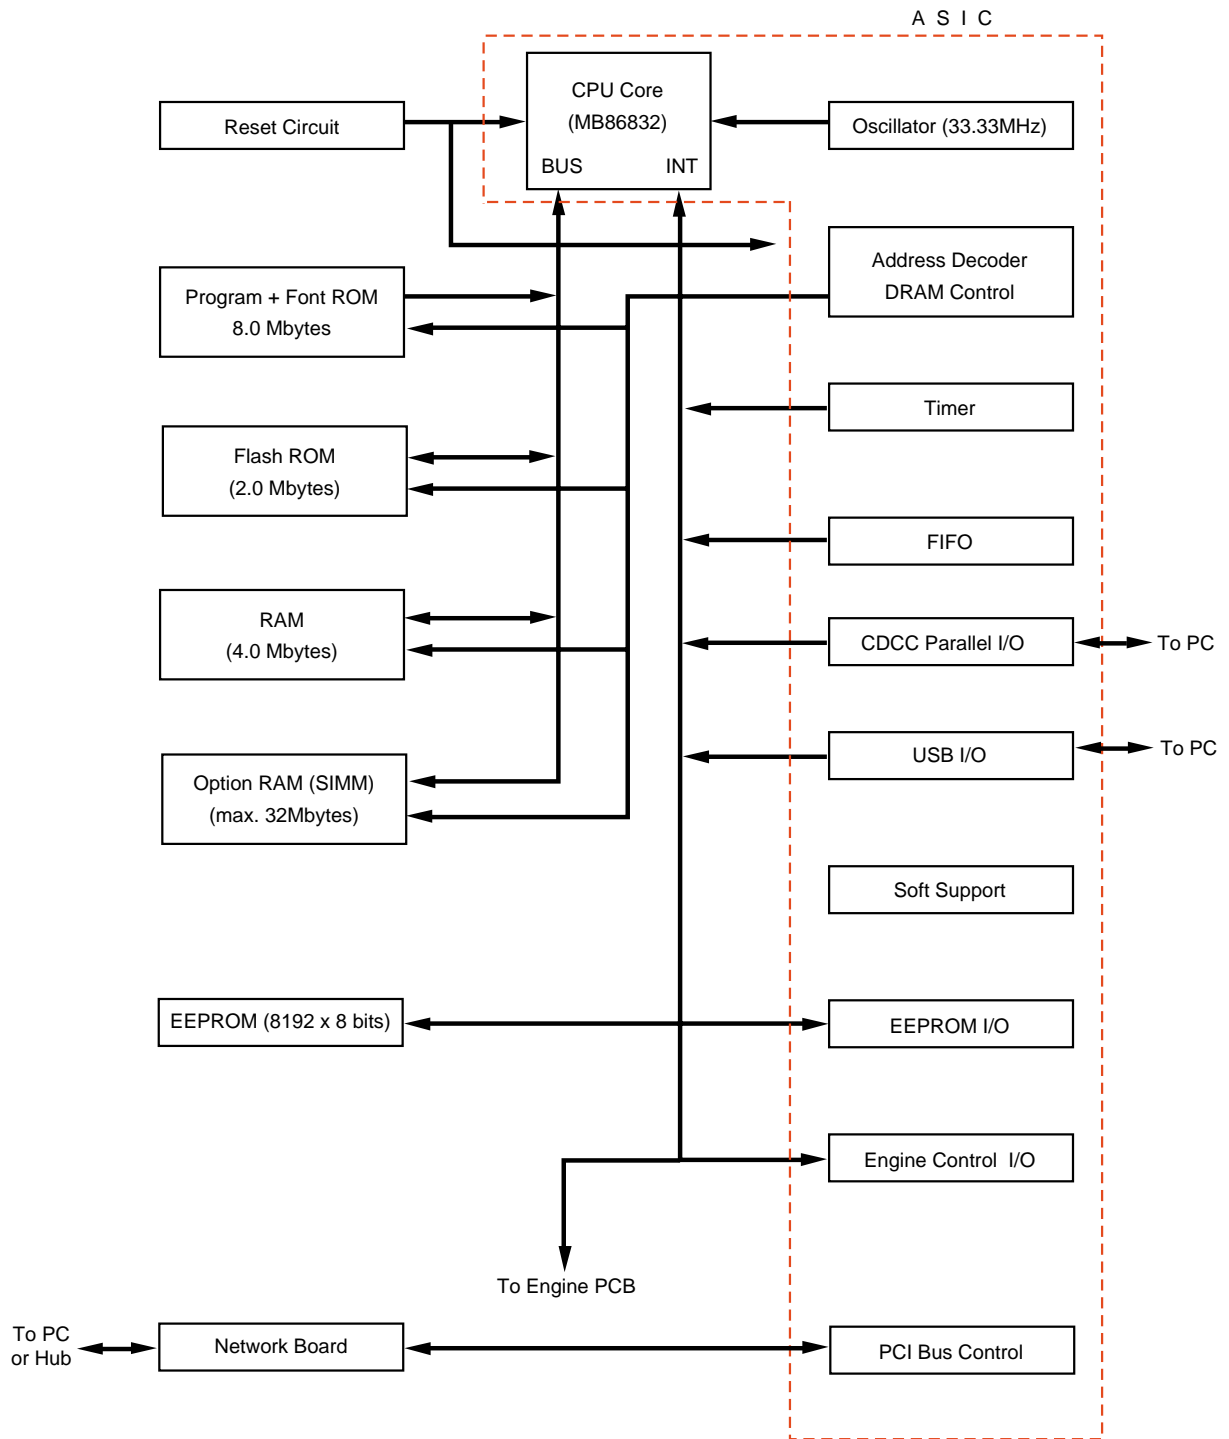 A S I C
CPU Core
(MB86832)
BUS INT
Reset Circuit
Oscillator (33.33MHz)
Address Decoder
DRAM Control
Program + Font ROM
8.0 Mbytes
Timer
Flash ROM
(2.0 Mbytes)
FIFO
RAM
(4.0 Mbytes)
CDCC Parallel I/O
To PC
USB I/O
To PC
Option RAM (SIMM)
(max. 32Mbytes)
Soft Support
EEPROM (8192 x 8 bits)
EEPROM I/O
Engine Control I/O
To Engine PCB
To PC
or Hub
Network Board
PCI Bus Control